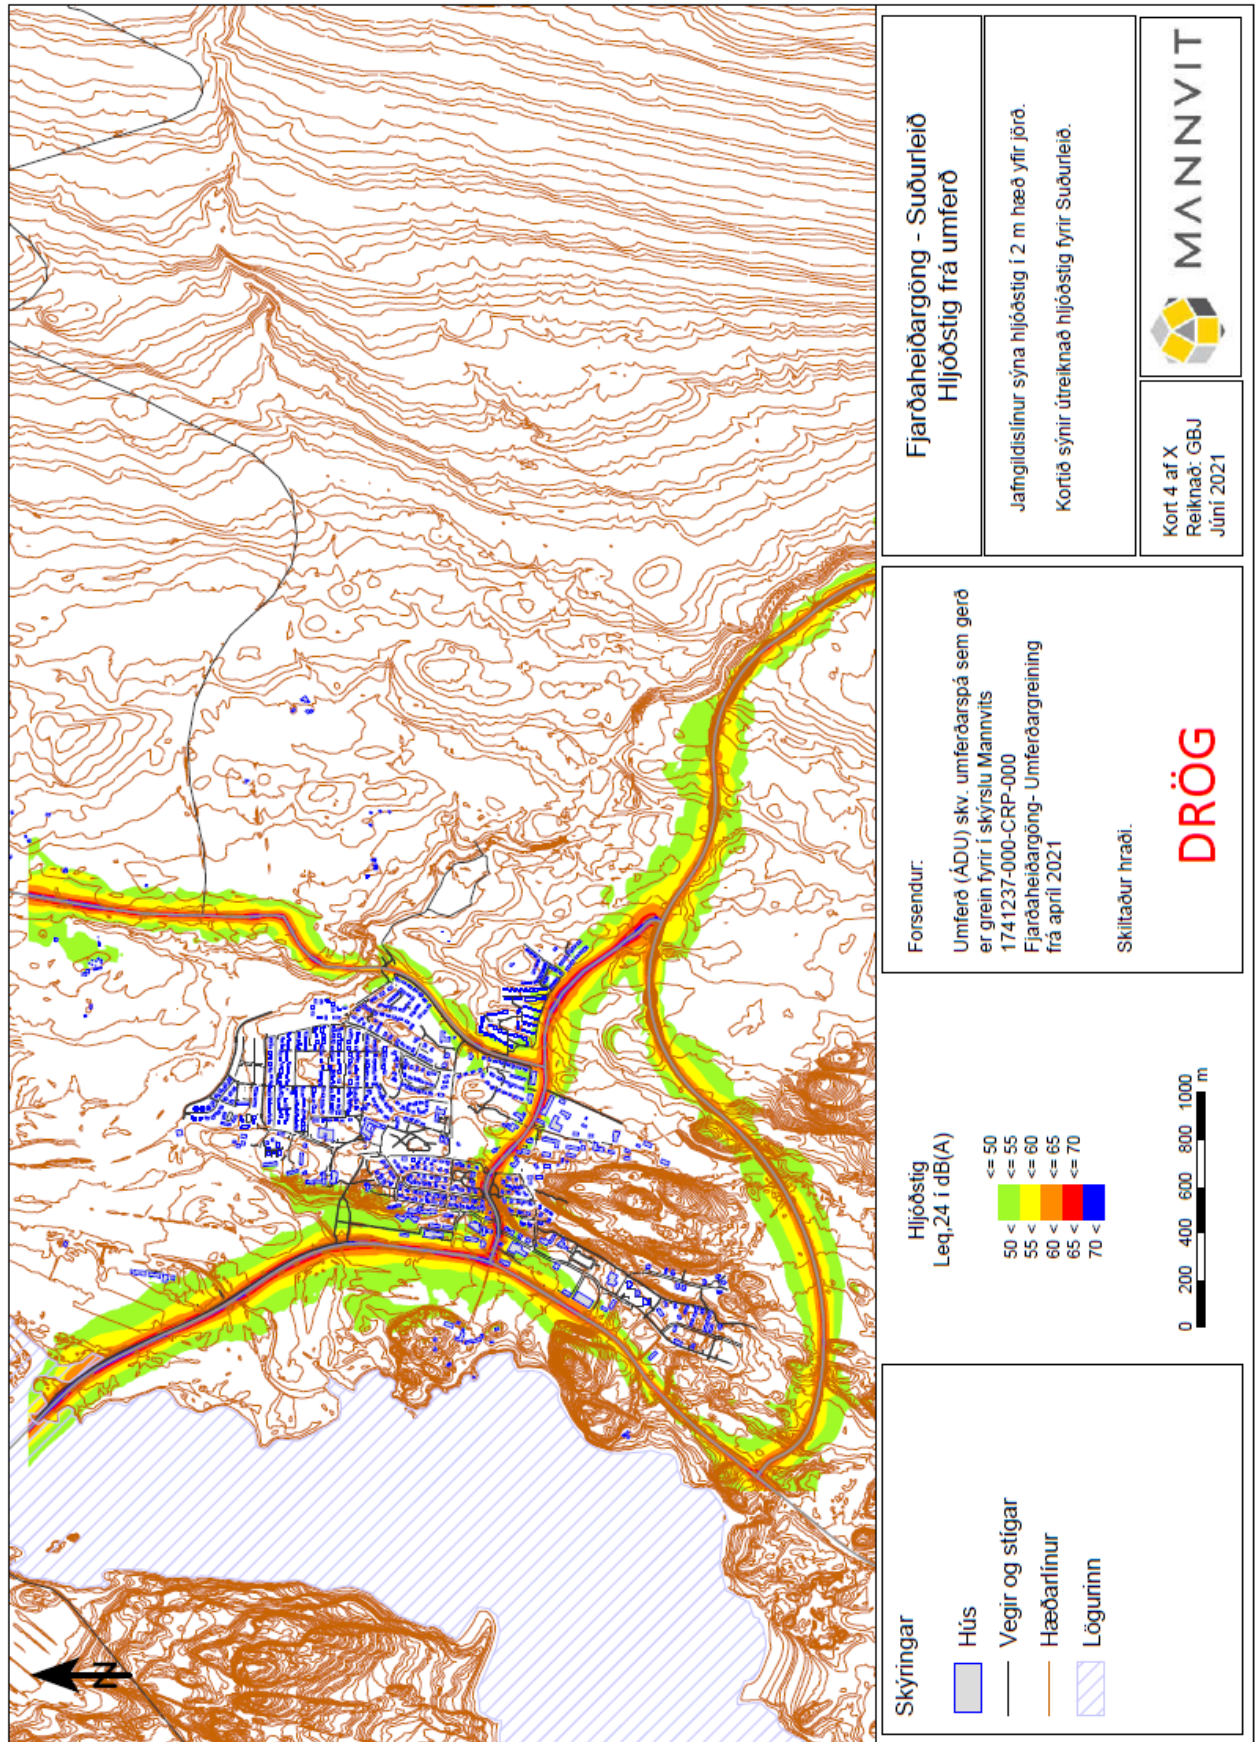 N
Skýringar
Hús
Vegir og stígar
Hæðarlínur
Lögurinn
Hljóðstig
Leq,24 í dB(A)
<= 50
50 < <= 55
55 < <= 60
60 < <= 65
65 < <= 70
70 <
0 200 400 600 800 1000
m
Forsendur:
Umferð (ÁDU) skv. umferðarspá sem gerð
er grein fyrir í skýrslu Mannvits
1741237-000-CRP-000
Fjarðaheiðargöng- Umferðargreining
frá apríl 2021
Skiltaður hraði.
DRÖG
Fjarðaheiðargöng - Suðurleið
Hljóðstig frá umferð
Jafngildislínur sýna hljóðstig í 2 m hæð yfir jörð.
Kortið sýnir útreiknað hljóðstig fyrir Suðurleið.
Kort 4 af X
Reiknað: GBJ
Júní 2021
MANNVIT